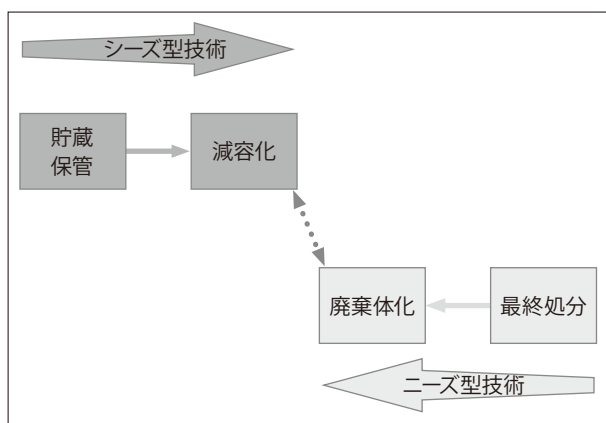 シーズ型技術
貯蔵
保管
減容化
廃棄体化
最終処分
ニーズ型技術